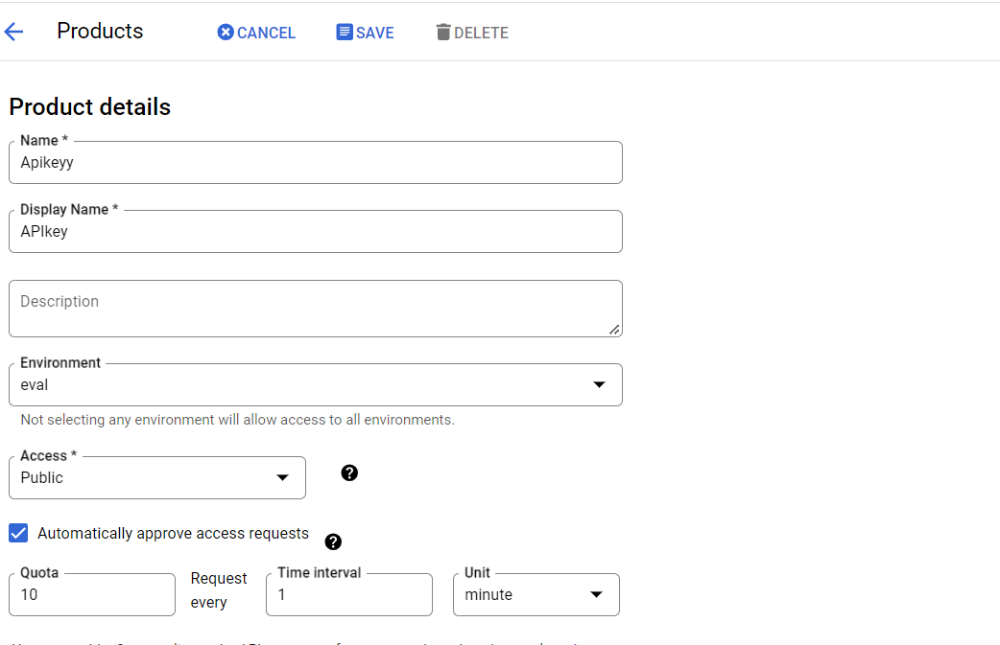 Products
CANCEL
SAVE
DELETE
Product details
Name *
Apikeyy
Display Name *
APIkey
Description
Environment
eval
Not selecting any environment will allow access to all environments.
Access *
Public
Automatically approve access requests
Quota
10
Request
every
Time interval
1
Unit
minute